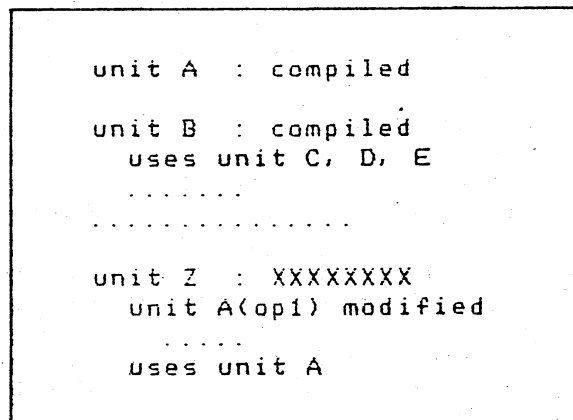 unit A : compiled
unit B : compiled
uses unit C, D, E
.......
...............
unit Z : XXXXXXXX
unit A(op1) modified
.....
uses unit A